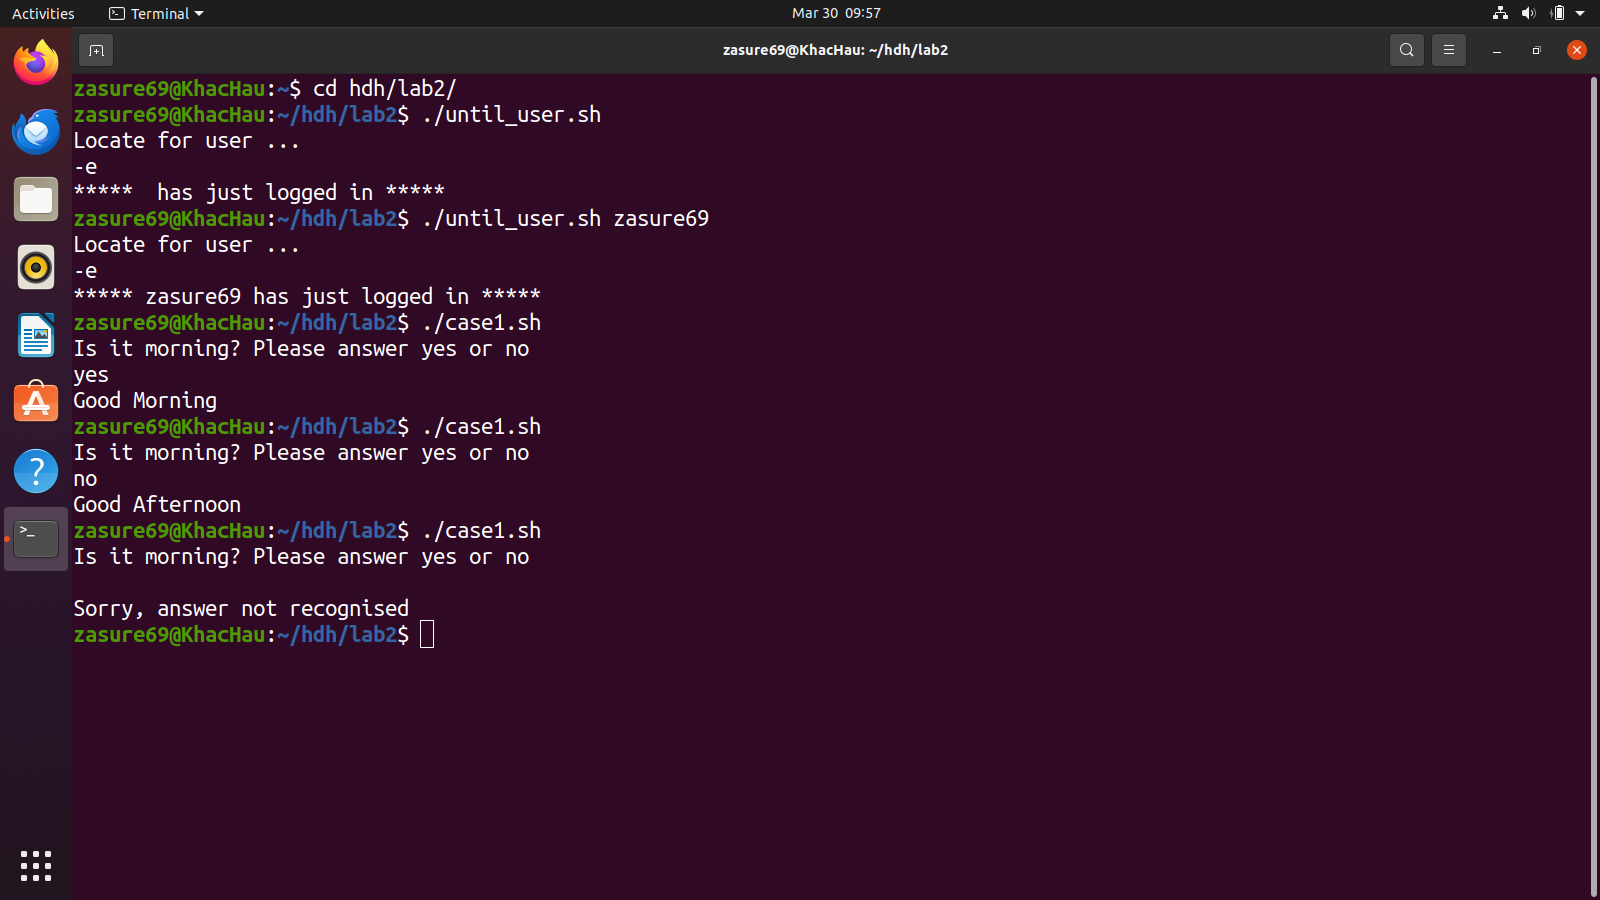 Activities
Terminal
Mar 30 09:57
zasure69@KhacHau: ~/hdh/lab2
zasure69@KhacHau:~$ cd hdh/lab2/
zasure69@KhacHau:~/hdh/lab2$ ./until_user.sh
Locate for user ...
-e
***** has just logged in *****
zasure69@KhacHau:~/hdh/lab2$ ./until_user.sh zasure69
Locate for user ...
-e
***** zasure69 has just logged in *****
zasure69@KhacHau:~/hdh/lab2$ ./case1.sh
Is it morning? Please answer yes or no
yes
Good Morning
zasure69@KhacHau:~/hdh/lab2$ ./case1.sh
Is it morning? Please answer yes or no
no
Good Afternoon
zasure69@KhacHau:~/hdh/lab2$ ./case1.sh
Is it morning? Please answer yes or no
Sorry, answer not recognised
zasure69@KhacHau:~/hdh/lab2$